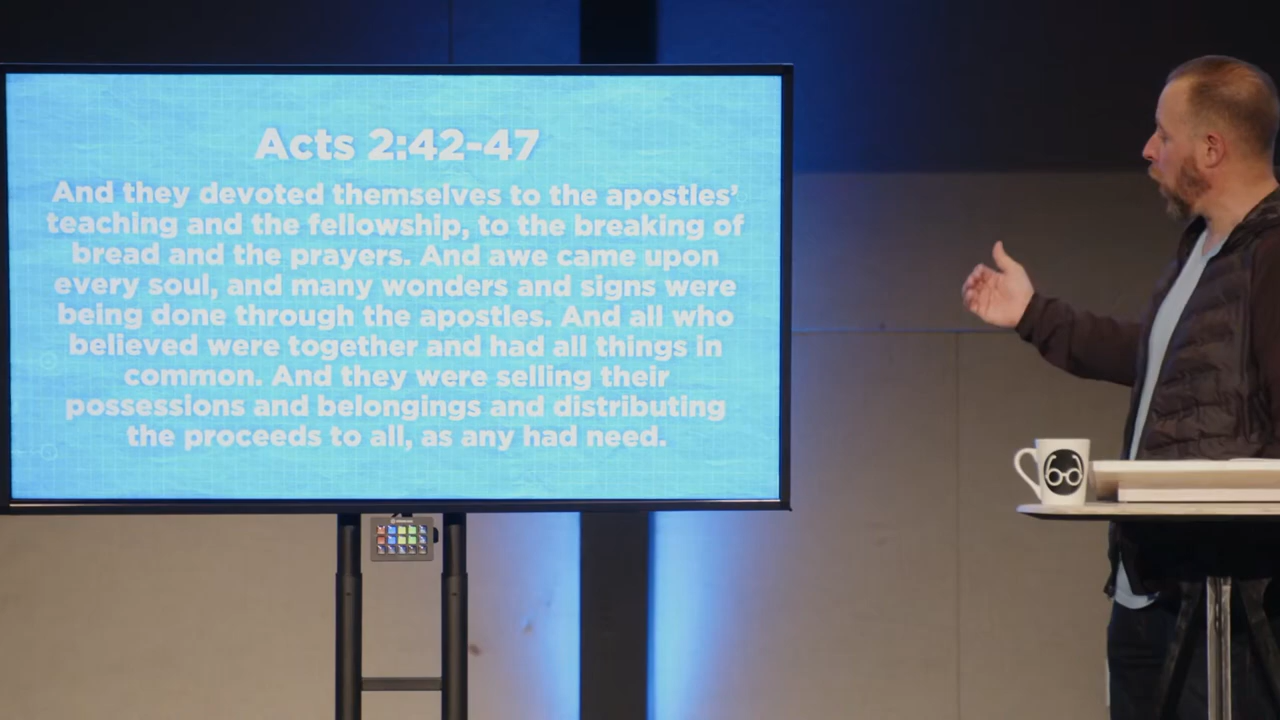 Acts 2:42-47
And they devoted themselves to the apostles’
teaching and the fellowship, to the breaking of
bread and the prayers. And awe came upon
every soul, and many wonders and signs were
being done through the apostles. And all who
believed were together and had all things in
common. And they were selling their
possessions and belongings and distributing
the proceeds to all, as any had need.